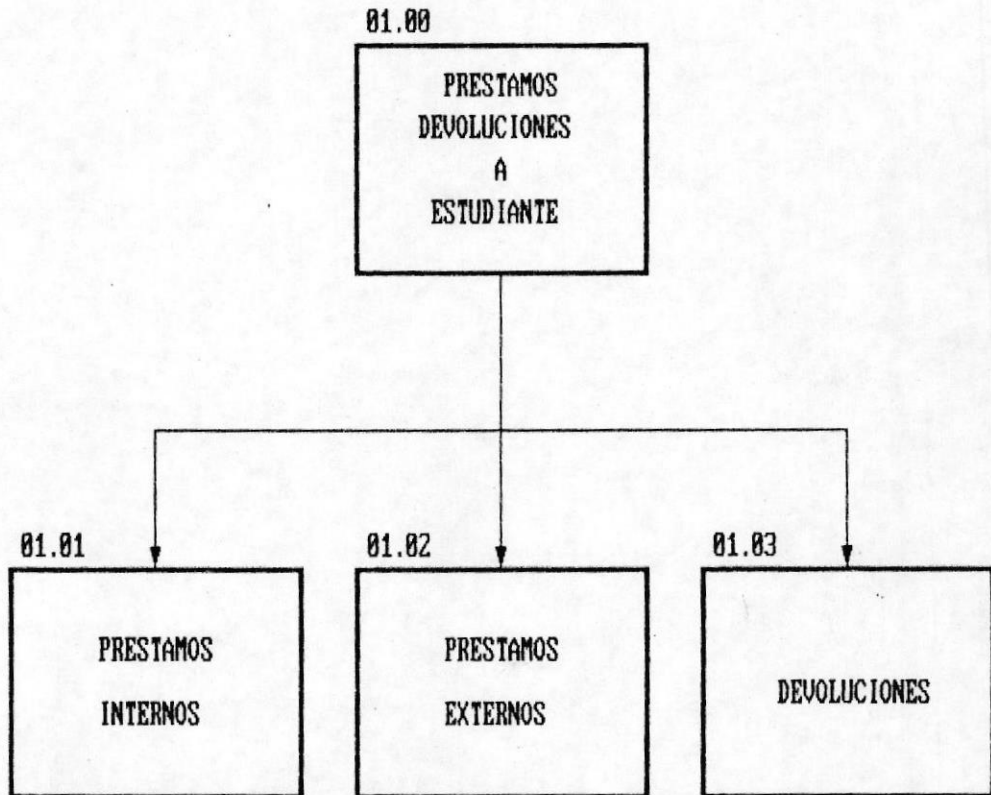 01.00
PRESTAMOS
DEVOLUCIONES
A
ESTUDIANTE
01.01
PRESTAMOS
INTERNOS
01.02
PRESTAMOS
EXTERNOS
01.03
DEVOLUCIONES